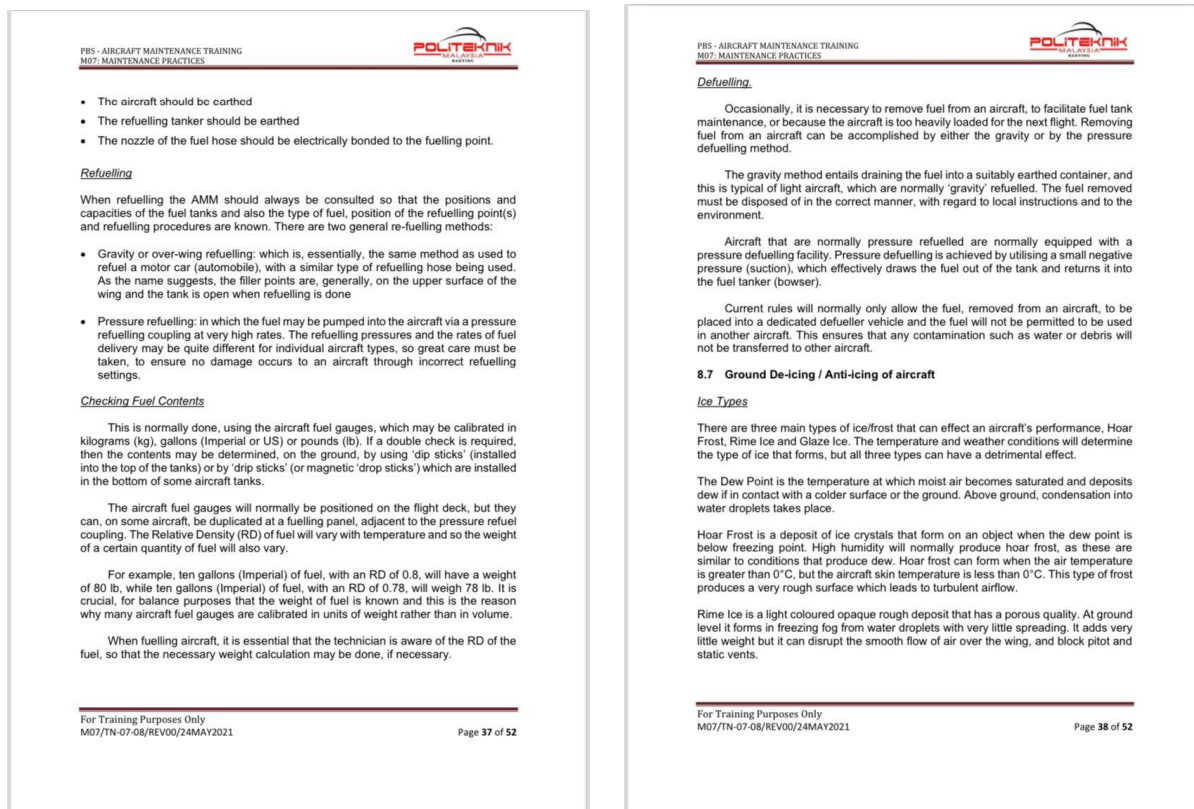 PBS - AIRCRAFT MAINTENANCE TRAINING
M07: MAINTENANCE PRACTICES
POLITEKNIK
MALAYSIA
BANTING
• The aircraft should be earthed
• The refuelling tanker should be earthed
• The nozzle of the fuel hose should be electrically bonded to the fuelling point.
Refuelling
When refuelling the AMM should always be consulted so that the positions and
capacities of the fuel tanks and also the type of fuel, position of the refuelling point(s)
and refuelling procedures are known. There are two general re-fuelling methods:
• Gravity or over-wing refuelling: which is, essentially, the same method as used to
refuel a motor car (automobile), with a similar type of refuelling hose being used.
As the name suggests, the filler points are, generally, on the upper surface of the
wing and the tank is open when refuelling is done
• Pressure refuelling: in which the fuel may be pumped into the aircraft via a pressure
refuelling coupling at very high rates. The refuelling pressures and the rates of fuel
delivery may be quite different for individual aircraft types, so great care must be
taken, to ensure no damage occurs to an aircraft through incorrect refuelling
settings.
Checking Fuel Contents
This is normally done, using the aircraft fuel gauges, which may be calibrated in
kilograms (kg), gallons (Imperial or US) or pounds (lb). If a double check is required,
then the contents may be determined, on the ground, by using 'dip sticks' (installed
into the top of the tanks) or by 'drip sticks' (or magnetic 'drop sticks') which are installed
in the bottom of some aircraft tanks.
The aircraft fuel gauges will normally be positioned on the flight deck, but they
can, on some aircraft, be duplicated at a fuelling panel, adjacent to the pressure refuel
coupling. The Relative Density (RD) of fuel will vary with temperature and so the weight
of a certain quantity of fuel will also vary.
For example, ten gallons (Imperial) of fuel, with an RD of 0.8, will have a weight
of 80 lb, while ten gallons (Imperial) of fuel, with an RD of 0.78, will weigh 78 lb. It is
crucial, for balance purposes that the weight of fuel is known and this is the reason
why many aircraft fuel gauges are calibrated in units of weight rather than in volume.
When fuelling aircraft, it is essential that the technician is aware of the RD of the
fuel, so that the necessary weight calculation may be done, if necessary.
For Training Purposes Only
M07/TN-07-08/REV00/24MAY2021
Page 37 of 52
PBS - AIRCRAFT MAINTENANCE TRAINING
M07: MAINTENANCE PRACTICES
POLITEKNIK
MALAYSIA
BANTING
Defuelling.
Occasionally, it is necessary to remove fuel from an aircraft, to facilitate fuel tank
maintenance, or because the aircraft is too heavily loaded for the next flight. Removing
fuel from an aircraft can be accomplished by either the gravity or by the pressure
defuelling method.
The gravity method entails draining the fuel into a suitably earthed container, and
this is typical of light aircraft, which are normally 'gravity' refuelled. The fuel removed
must be disposed of in the correct manner, with regard to local instructions and to the
environment.
Aircraft that are normally pressure refuelled are normally equipped with a
pressure defuelling facility. Pressure defuelling is achieved by utilising a small negative
pressure (suction), which effectively draws the fuel out of the tank and returns it into
the fuel tanker (bowser).
Current rules will normally only allow the fuel, removed from an aircraft, to be
placed into a dedicated defueller vehicle and the fuel will not be permitted to be used
in another aircraft. This ensures that any contamination such as water or debris will
not be transferred to other aircraft.
8.7 Ground De-icing / Anti-icing of aircraft
Ice Types
There are three main types of ice/frost that can effect an aircraft's performance, Hoar
Frost, Rime Ice and Glaze Ice. The temperature and weather conditions will determine
the type of ice that forms, but all three types can have a detrimental effect.
The Dew Point is the temperature at which moist air becomes saturated and deposits
dew if in contact with a colder surface or the ground. Above ground, condensation into
water droplets takes place.
Hoar Frost is a deposit of ice crystals that form on an object when the dew point is
below freezing point. High humidity will normally produce hoar frost, as these are
similar to conditions that produce dew. Hoar frost can form when the air temperature
is greater than 0°C, but the aircraft skin temperature is less than 0°C. This type of frost
produces a very rough surface which leads to turbulent airflow.
Rime Ice is a light coloured opaque rough deposit that has a porous quality. At ground
level it forms in freezing fog from water droplets with very little spreading. It adds very
little weight but it can disrupt the smooth flow of air over the wing, and block pitot and
static vents.
For Training Purposes Only
M07/TN-07-08/REV00/24MAY2021
Page 38 of 52